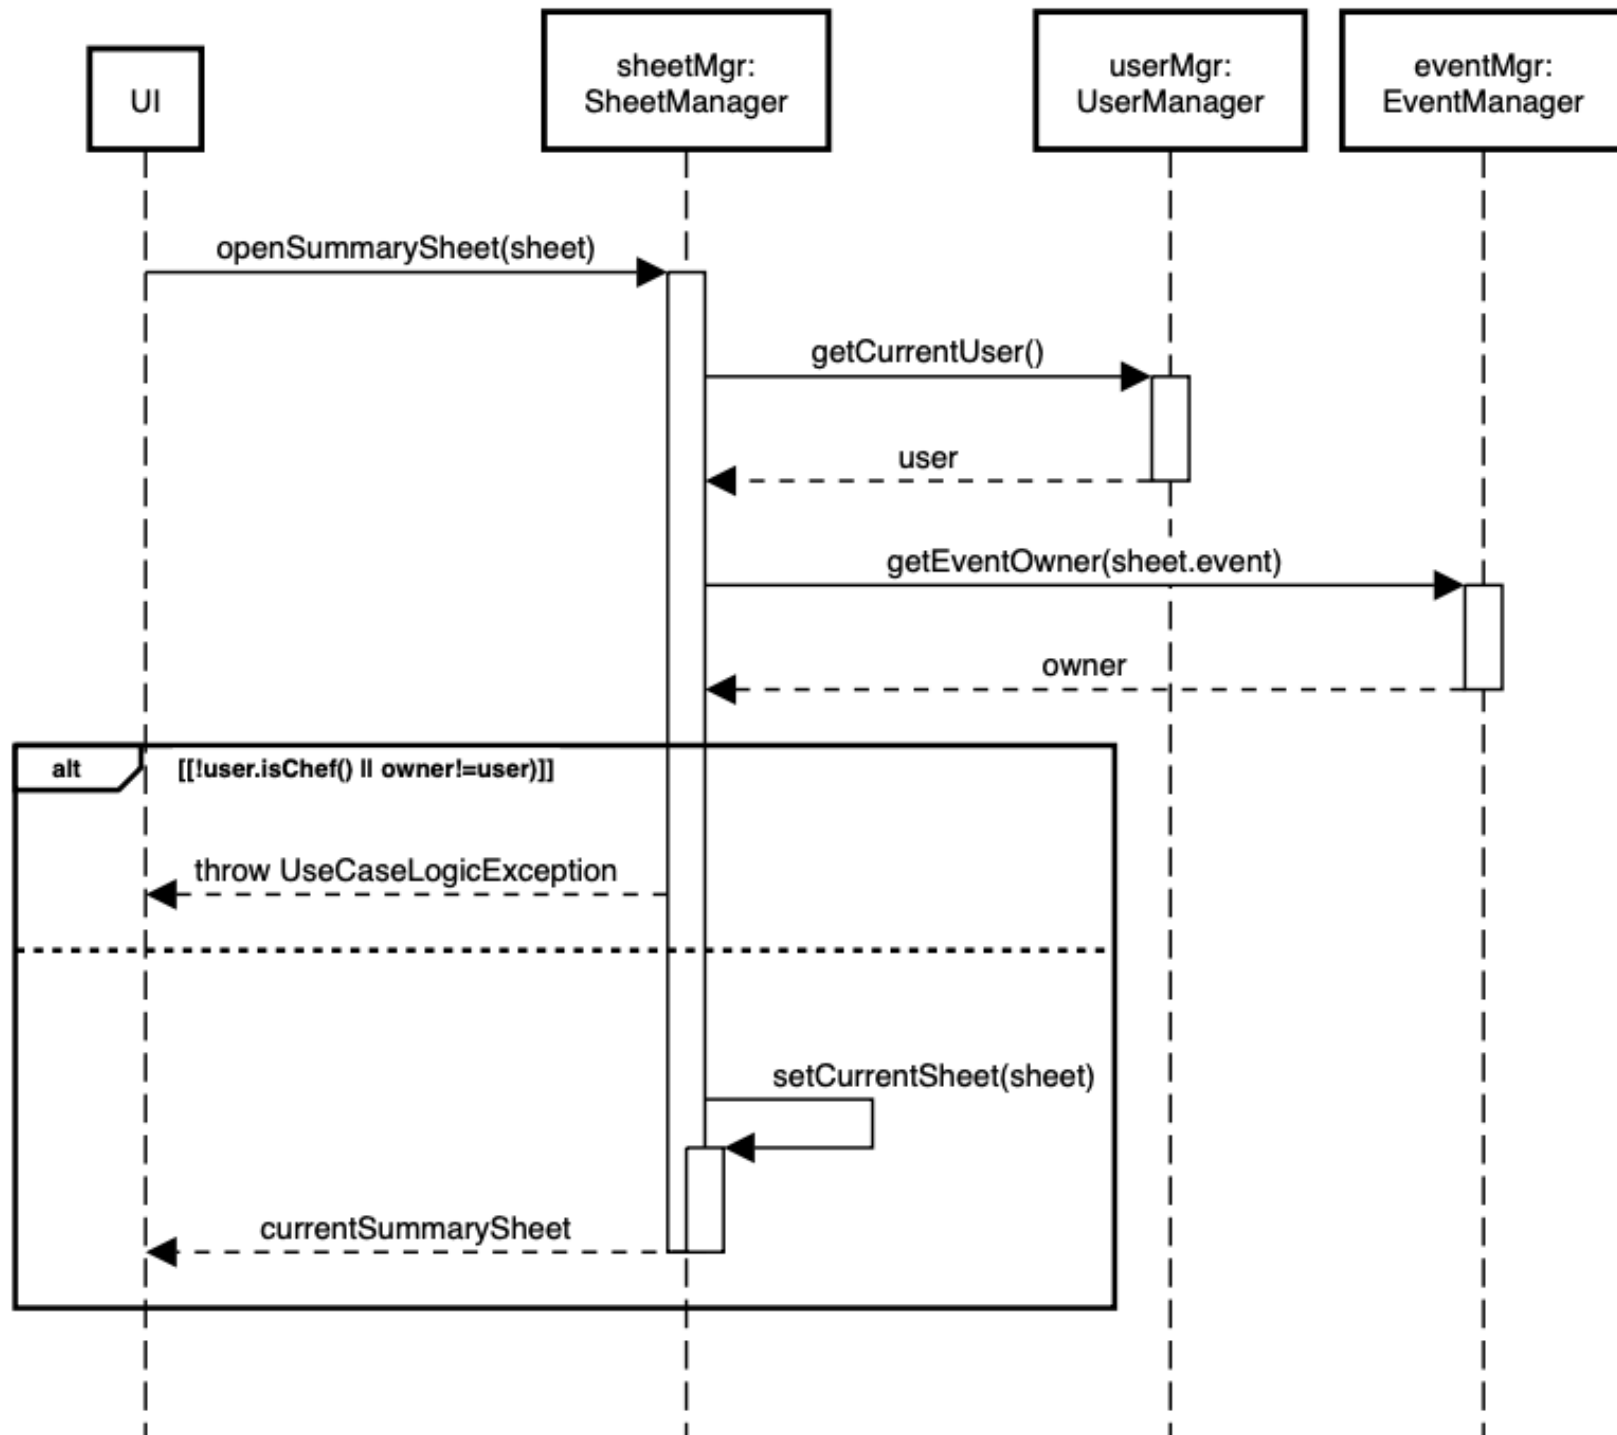 UI
sheetMgr:
SheetManager
userMgr:
UserManager
eventMgr:
EventManager
openSummarySheet(sheet)
getCurrentUser()
user
getEventOwner(sheet.event)
owner
alt
[[!user.isChef() || owner!=user)]]
throw UseCaseLogicException
setCurrentSheet(sheet)
currentSummarySheet